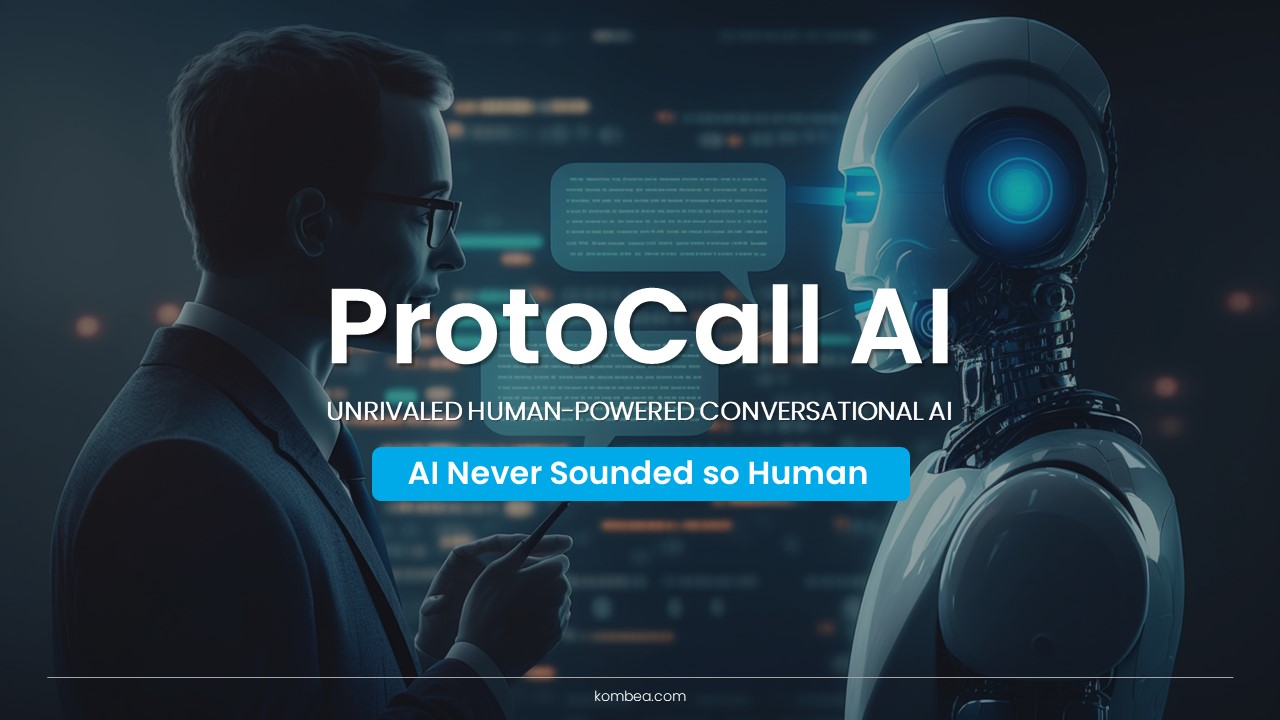 ProtoCall AI
UNRIVALED HUMAN-POWERED CONVERSATIONAL AI
AI Never Sounded so Human
kombea.com